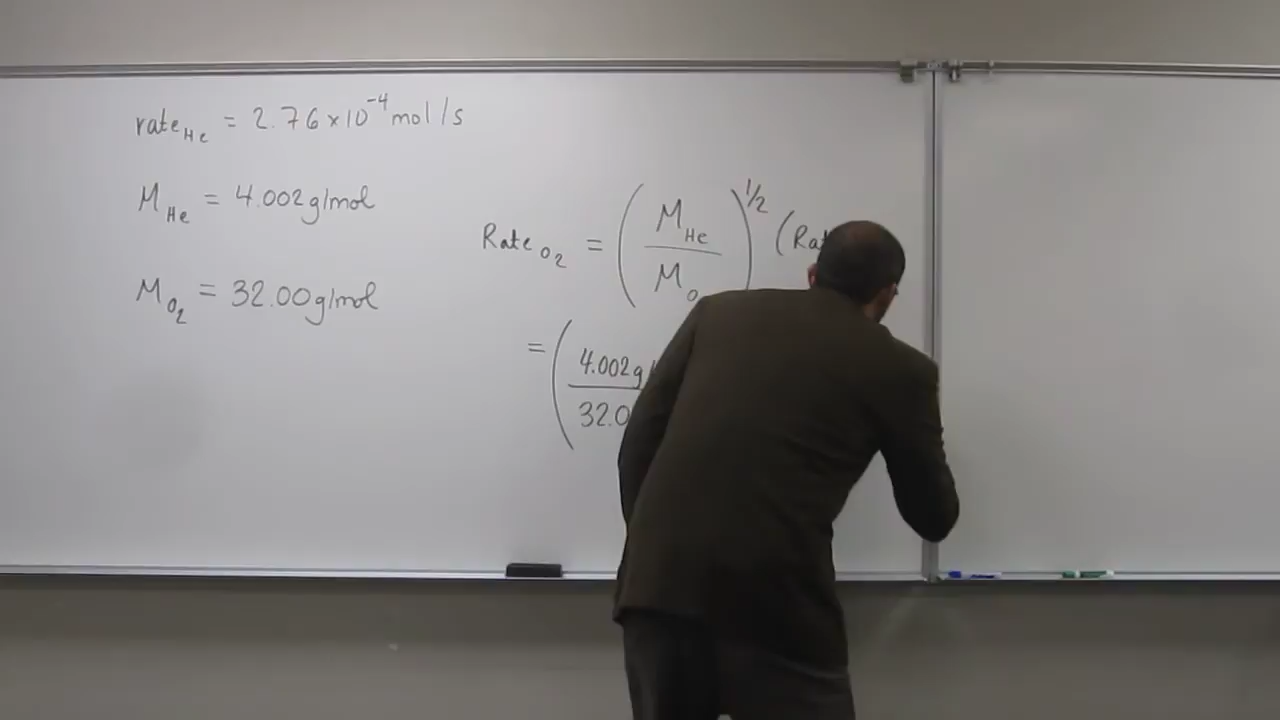 rate_He = 2.76 x 10^-4 mol/s
M_He = 4.002 g/mol
M_O2 = 32.00 g/mol
Rate_O2 = (M_He / M_O)^1/2 (Ra
= (4.002 g / 32.0